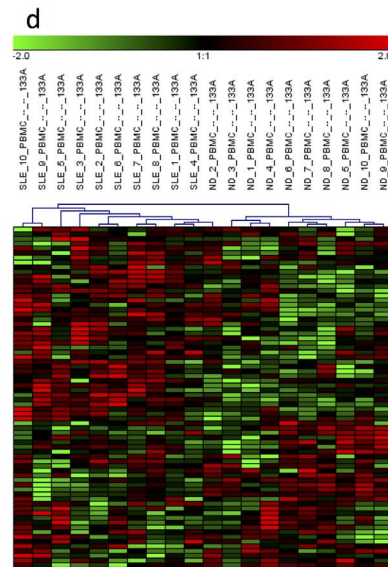 d
-2.0 1:1 2.0
SLE_10_PBMC_--_--_133A
SLE_9_PBMC_--_--_133A
SLE_5_PBMC_--_--_133A
SLE_3_PBMC_--_--_133A
SLE_2_PBMC_--_--_133A
SLE_6_PBMC_--_--_133A
SLE_7_PBMC_--_--_133A
SLE_8_PBMC_--_--_133A
SLE_1_PBMC_--_--_133A
SLE_4_PBMC_--_--_133A
ND_2_PBMC_--_--_133A
ND_3_PBMC_--_--_133A
ND_1_PBMC_--_--_133A
ND_4_PBMC_--_--_133A
ND_6_PBMC_--_--_133A
ND_7_PBMC_--_--_133A
ND_8_PBMC_--_--_133A
ND_5_PBMC_--_--_133A
ND_10_PBMC_--_--_133A
ND_9_PBMC_--_--_133A